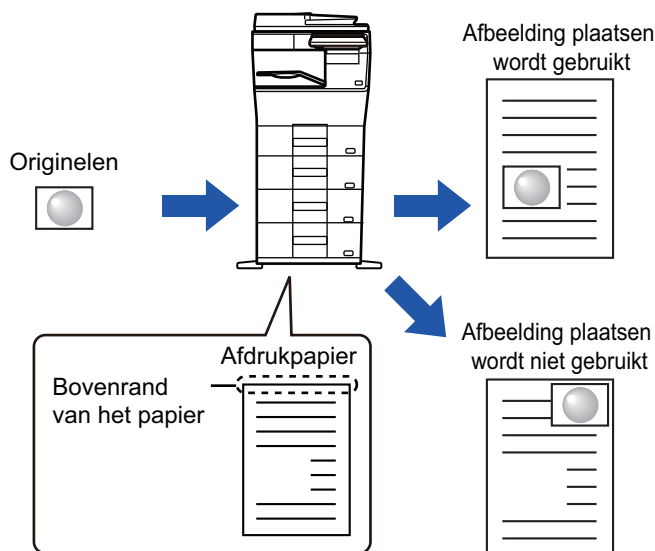 Afbeelding plaatsen
wordt gebruikt
Originelen
Afbeelding plaatsen
wordt niet gebruikt
Afdrukpapier
Bovenrand
van het papier